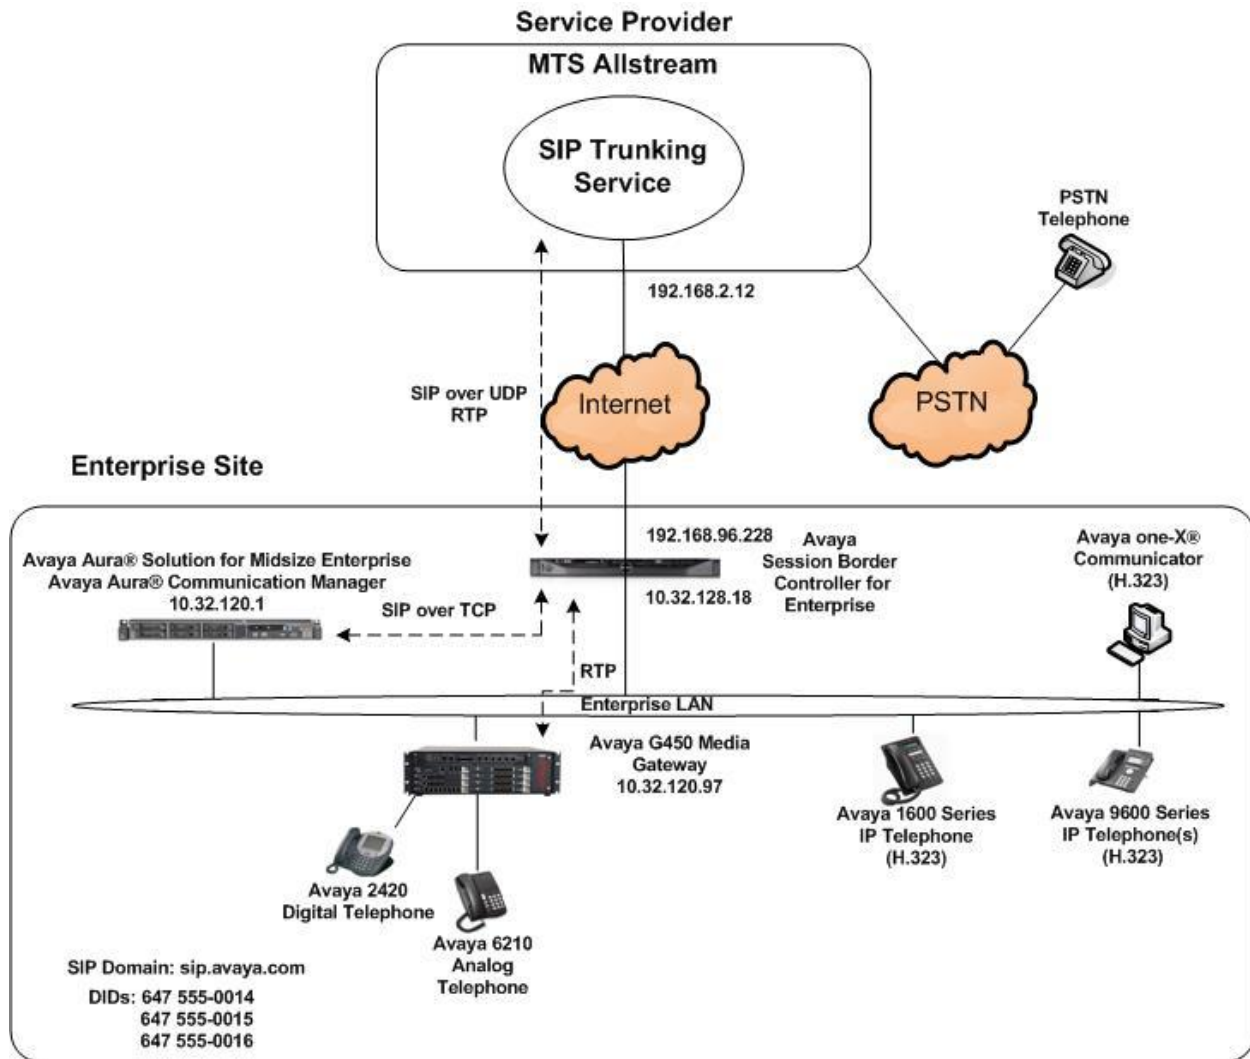 Service Provider
MTS Allstream
SIP Trunking
Service
PSTN
Telephone
192.168.2.12
SIP over UDP
RTP
Internet
PSTN
Enterprise Site
Avaya Aura® Solution for Midsize Enterprise
Avaya Aura® Communication Manager
10.32.120.1
SIP over TCP
192.168.96.228
10.32.128.18
Avaya
Session Border
Controller for
Enterprise
Avaya one-X®
Communicator
(H.323)
RTP
Enterprise LAN
Avaya G450 Media
Gateway
10.32.120.97
Avaya 1600 Series
IP Telephone
(H.323)
Avaya 9600 Series
IP Telephone(s)
(H.323)
Avaya 2420
Digital Telephone
Avaya 6210
Analog
Telephone
SIP Domain: sip.avaya.com
DIDs: 647 555-0014
647 555-0015
647 555-0016